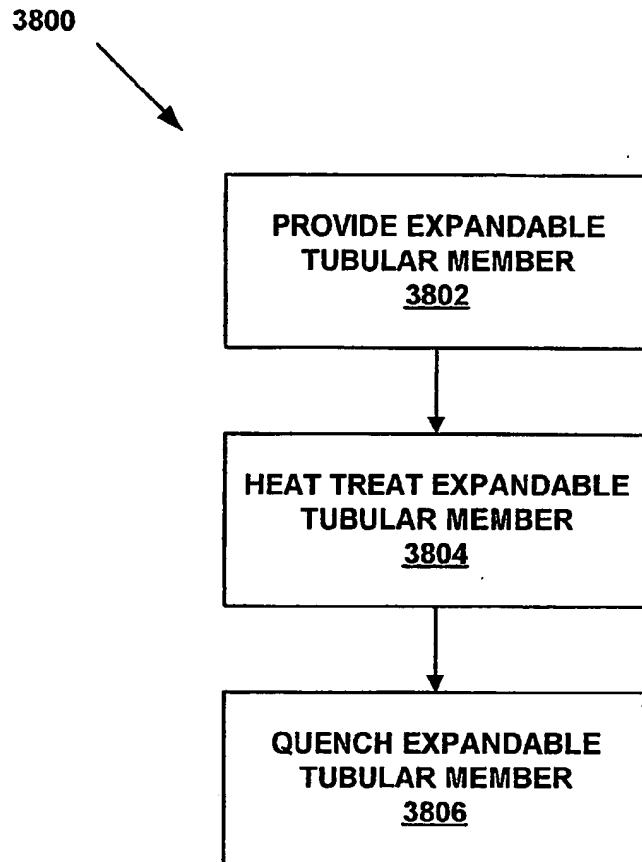 3800
PROVIDE EXPANDABLE
TUBULAR MEMBER
3802
HEAT TREAT EXPANDABLE
TUBULAR MEMBER
3804
QUENCH EXPANDABLE
TUBULAR MEMBER
3806